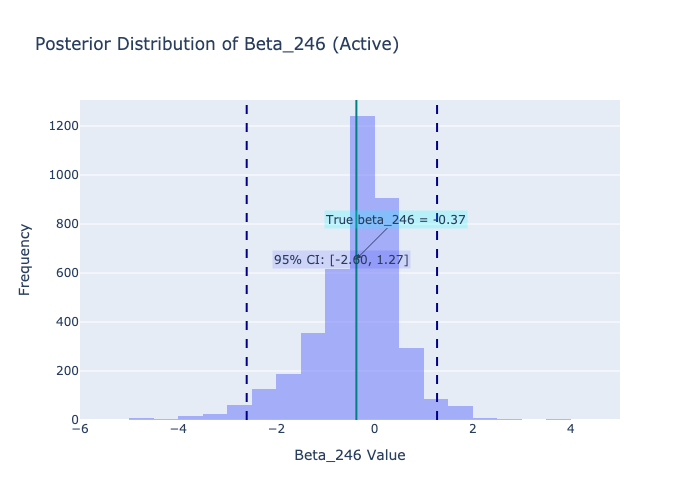 Posterior Distribution of Beta_246 (Active)
1200
1000
800
600
400
200
0
Frequency
True beta_246 = -0.37
95% CI: [-2.60, 1.27]
−6
−4
−2
0
2
4
Beta_246 Value